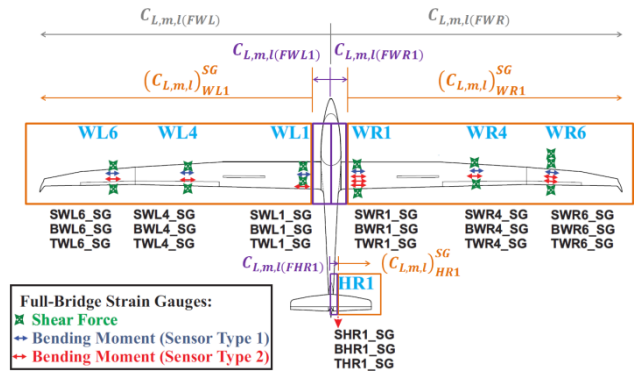 C_{L,m,l(FWL)} C_{L,m,l(FWR)}
C_{L,m,l(FWL1)} C_{L,m,l(FWR1)}
(C_{L,m,l})^{SG}_{WL1} (C_{L,m,l})^{SG}_{WR1}
WL6 WL4 WL1 WR1 WR4 WR6
SWL6_SG SWL4_SG SWL1_SG SWR1_SG SWR4_SG SWR6_SG
BWL6_SG BWL4_SG BWL1_SG BWR1_SG BWR4_SG BWR6_SG
TWL6_SG TWL4_SG TWL1_SG TWR1_SG TWR4_SG TWR6_SG
C_{L,m,l(FHR1)} (C_{L,m,l})^{SG}_{HR1}
HR1
Full-Bridge Strain Gauges:
Shear Force
Bending Moment (Sensor Type 1)
Bending Moment (Sensor Type 2)
SHR1_SG
BHR1_SG
THR1_SG